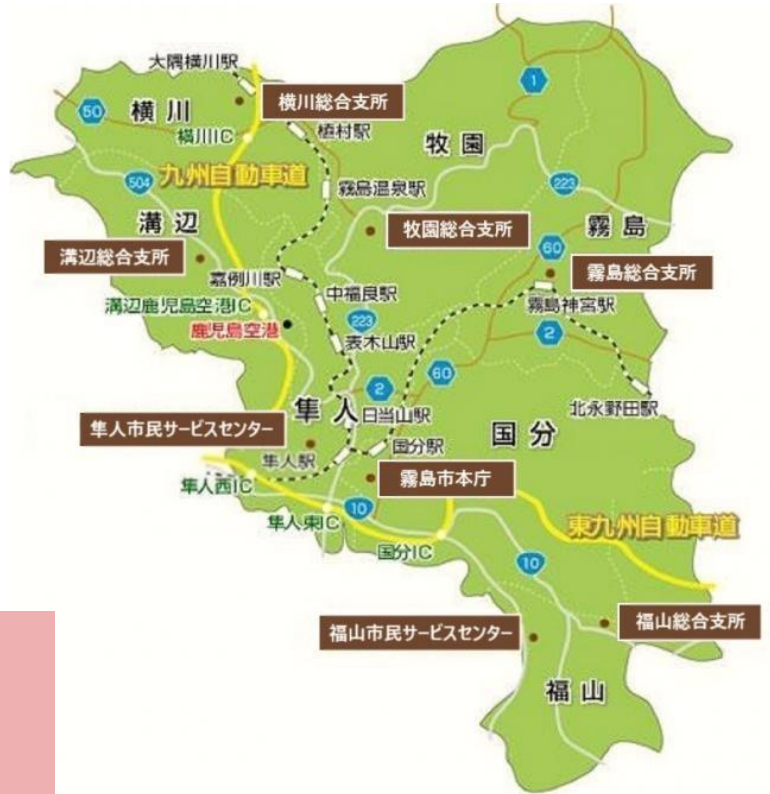 大隅横川駅
横川総合支所
1
50
横川
植村駅
横川IC
牧園
九州自動車道
504
霧島温泉駅
223
溝辺
牧園総合支所
霧島
60
溝辺総合支所
霧島総合支所
嘉例川駅
中福良駅
霧島神宮駅
溝辺鹿児島空港IC
223
鹿児島空港
表木山駅
2
60
2
隼人
日当山駅
北永野田駅
隼人市民サービスセンター
国分
国分駅
隼人駅
霧島市本庁
隼人西IC
10
隼人東IC
東九州自動車道
国分IC
10
福山総合支所
福山市民サービスセンター
福山